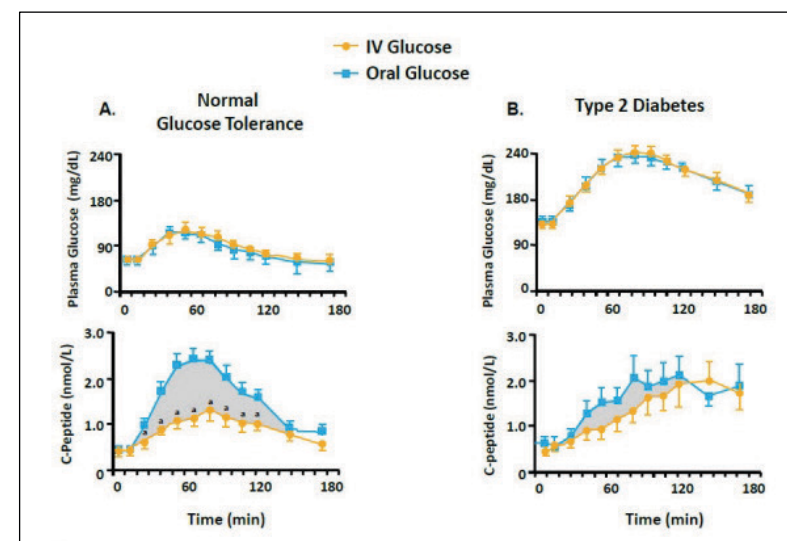 IV Glucose
Oral Glucose
A.
Normal
Glucose Tolerance
B.
Type 2 Diabetes
Plasma Glucose (mg/dL)
240
180
90
0
0
60
120
180
Plasma Glucose (mg/dL)
240
180
90
0
0
60
120
180
C-Peptide (nmol/L)
3.0
2.0
1.0
0
a a a a a a a a
0
60
120
180
Time (min)
C-peptide (nmol/L)
3.0
2.0
1.0
0
0
60
120
180
Time (min)